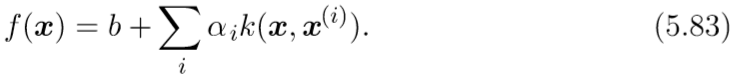 f(x) = b + ∑_i α_i k(x, x^(i)). (5.83)